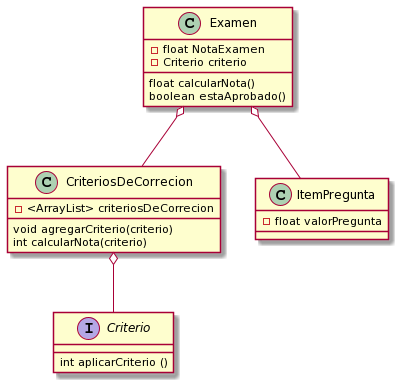 C Examen
float NotaExamen
Criterio criterio
float calcularNota()
boolean estaAprobado()
C CriteriosDeCorrecion
<ArrayList> criteriosDeCorrecion
void agregarCriterio(criterio)
int calcularNota(criterio)
C ItemPregunta
float valorPregunta
I Criterio
int aplicarCriterio ()